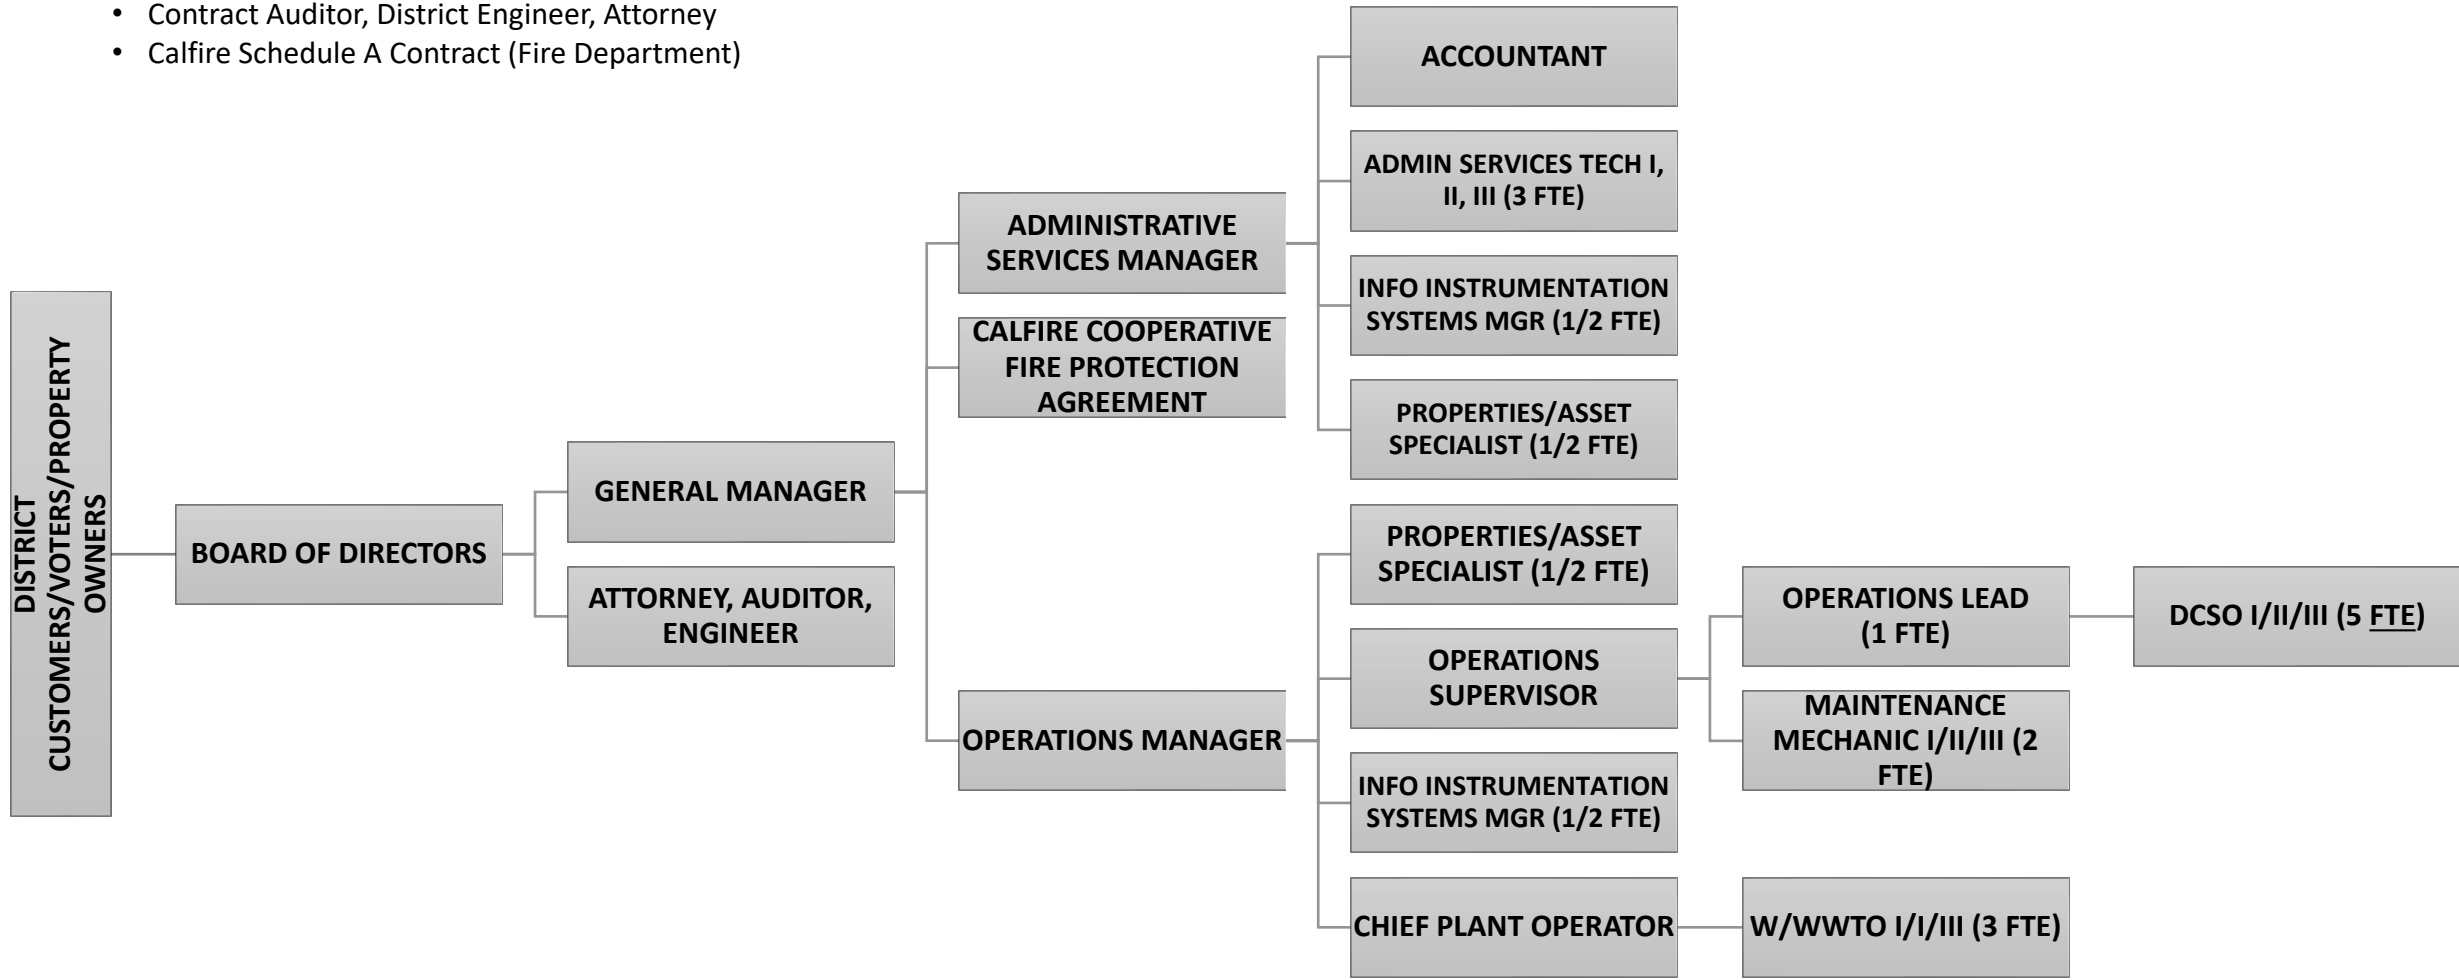 • Contract Auditor, District Engineer, Attorney
• Calfire Schedule A Contract (Fire Department)
DISTRICT
CUSTOMERS/VOTERS/PROPERTY
OWNERS
BOARD OF DIRECTORS
GENERAL MANAGER
ATTORNEY, AUDITOR,
ENGINEER
ADMINISTRATIVE
SERVICES MANAGER
CALFIRE COOPERATIVE
FIRE PROTECTION
AGREEMENT
OPERATIONS MANAGER
ACCOUNTANT
ADMIN SERVICES TECH I,
II, III (3 FTE)
INFO INSTRUMENTATION
SYSTEMS MGR (1/2 FTE)
PROPERTIES/ASSET
SPECIALIST (1/2 FTE)
PROPERTIES/ASSET
SPECIALIST (1/2 FTE)
OPERATIONS
SUPERVISOR
INFO INSTRUMENTATION
SYSTEMS MGR (1/2 FTE)
CHIEF PLANT OPERATOR
OPERATIONS LEAD
(1 FTE)
MAINTENANCE
MECHANIC I/II/III (2
FTE)
W/WWTO I/I/III (3 FTE)
DCSO I/II/III (5 FTE)